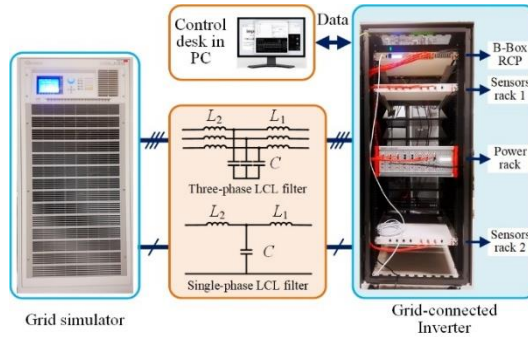 Control
desk in
PC
Data
B-Box
RCP
Sensors
rack 1
L2 L1
C
Three-phase LCL filter
Power
rack
L2 L1
C
Single-phase LCL filter
Sensors
rack 2
Grid simulator
Grid-connected
Inverter